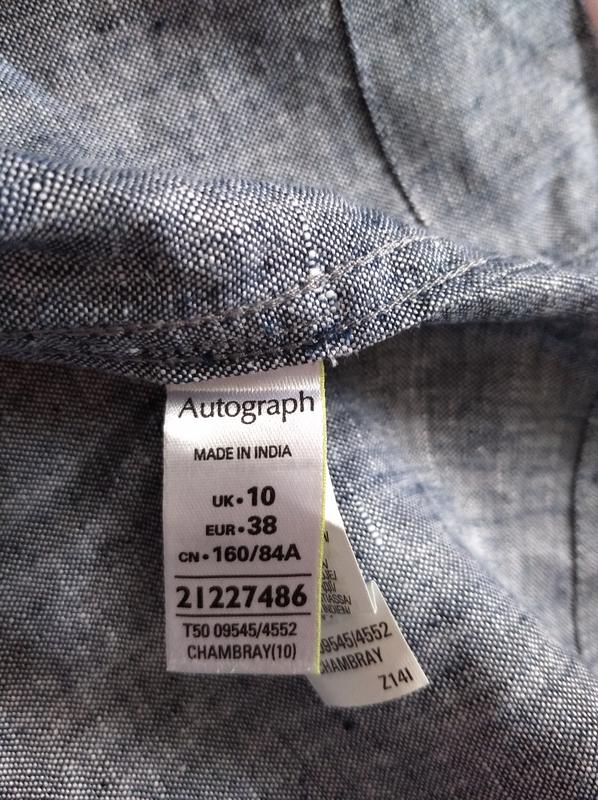 Autograph
MADE IN INDIA
UK • 10
EUR • 38
CN • 160/84A
21227486
T50 09545/4552
CHAMBRAY(10)
09545/4552
CHAMBRAY
Z14I